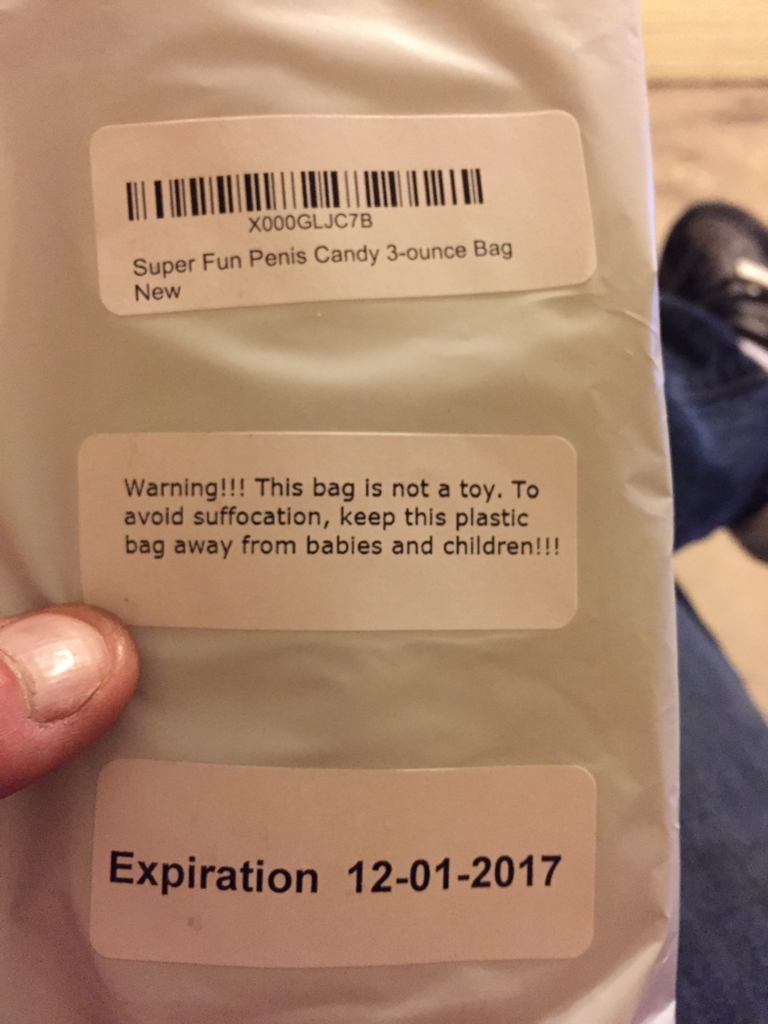 X000GLJC7B
Super Fun Penis Candy 3-ounce Bag
New
Warning!!! This bag is not a toy. To
avoid suffocation, keep this plastic
bag away from babies and children!!!
Expiration 12-01-2017